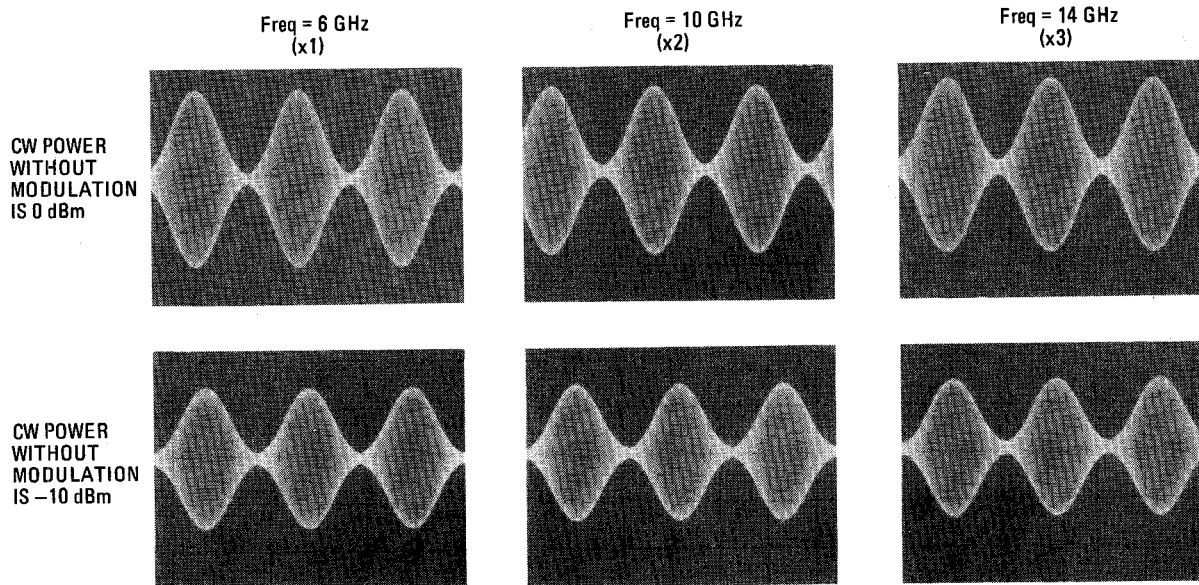 Freq = 6 GHz
(x1)
Freq = 10 GHz
(x2)
Freq = 14 GHz
(x3)
CW POWER
WITHOUT
MODULATION
IS 0 dBm
CW POWER
WITHOUT
MODULATION
IS –10 dBm